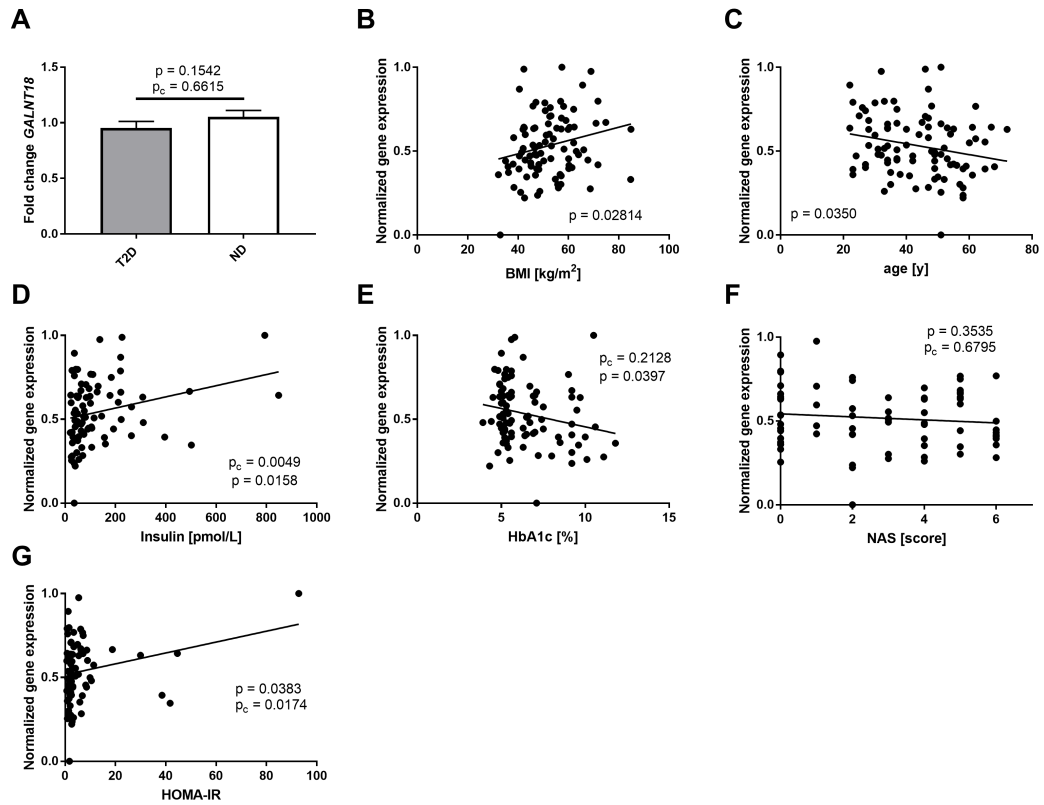 A
Fold change GALNT18
1.5
1.0
0.5
0.0
p = 0.1542
pc = 0.6615
T2D
ND
B
Normalized gene expression
1.0
0.5
0.0
p = 0.02814
0 20 40 60 80 100
BMI [kg/m2]
C
Normalized gene expression
1.0
0.5
0.0
p = 0.0350
0 20 40 60 80
age [y]
D
Normalized gene expression
1.0
0.5
0.0
pc = 0.0049
p = 0.0158
0 200 400 600 800 1000
Insulin [pmol/L]
E
Normalized gene expression
1.0
0.5
0.0
pc = 0.2128
p = 0.0397
0 5 10 15
HbA1c [%]
F
Normalized gene expression
1.0
0.5
0.0
p = 0.3535
pc = 0.6795
0 2 4 6
NAS [score]
G
Normalized gene expression
1.0
0.5
0.0
p = 0.0383
pc = 0.0174
0 20 40 60 80 100
HOMA-IR